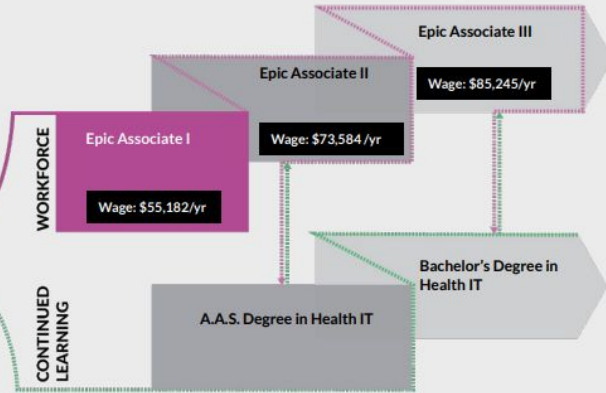 Epic Associate III
Wage: $85,245/yr
Epic Associate II
Wage: $73,584 /yr
WORKFORCE
Epic Associate I
Wage: $55,182/yr
Bachelor's Degree in
Health IT
CONTINUED
LEARNING
A.A.S. Degree in Health IT